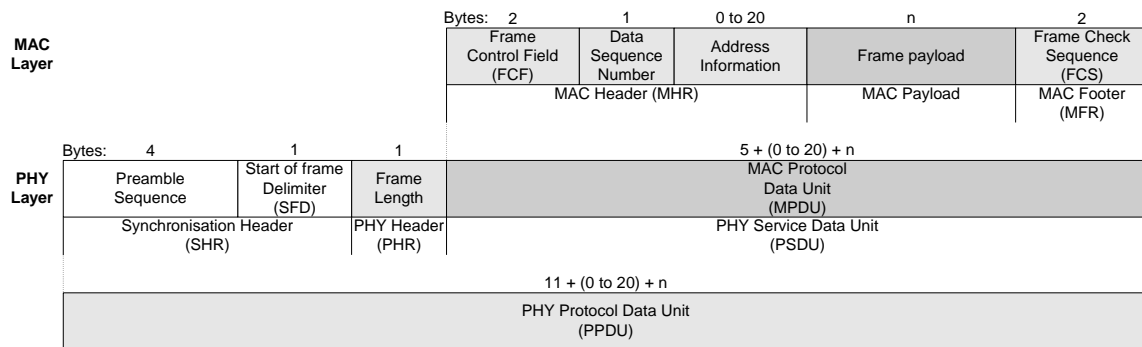 Bytes: 2 1 0 to 20 n 2
MAC
Layer
Frame
Control Field
(FCF)
Data
Sequence
Number
Address
Information
Frame payload
Frame Check
Sequence
(FCS)
MAC Header (MHR)
MAC Payload
MAC Footer
(MFR)
Bytes: 4 1 1 5 + (0 to 20) + n
PHY
Layer
Preamble
Sequence
Start of frame
Delimiter
(SFD)
Frame
Length
MAC Protocol
Data Unit
(MPDU)
Synchronisation Header
(SHR)
PHY Header
(PHR)
PHY Service Data Unit
(PSDU)
11 + (0 to 20) + n
PHY Protocol Data Unit
(PPDU)